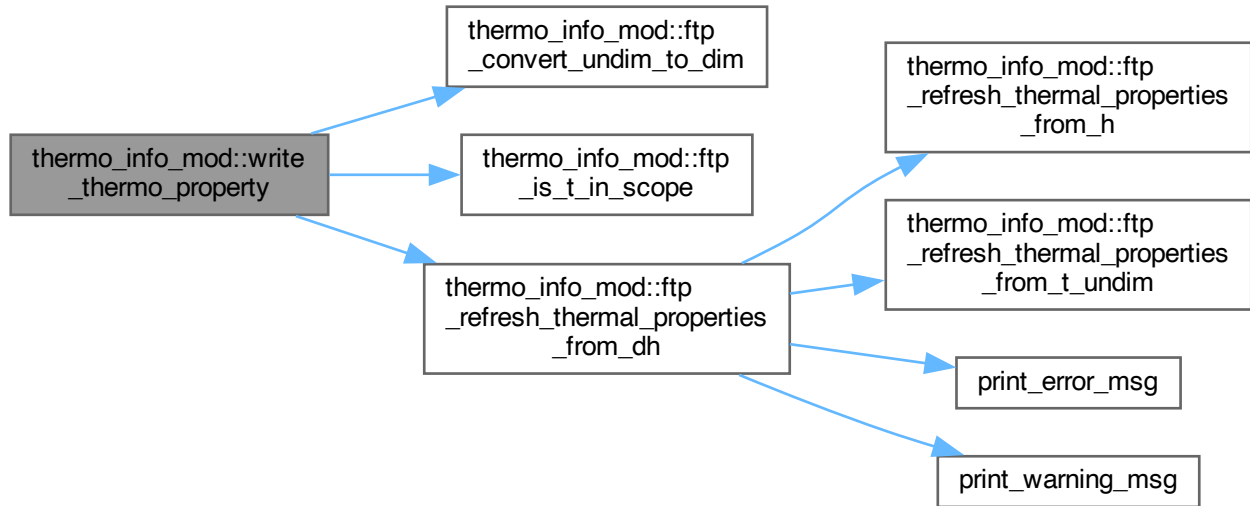 thermo_info_mod::write
_thermo_property
thermo_info_mod::ftp
_convert_undim_to_dim
thermo_info_mod::ftp
_is_t_in_scope
thermo_info_mod::ftp
_refresh_thermal_properties
_from_dh
thermo_info_mod::ftp
_refresh_thermal_properties
_from_h
thermo_info_mod::ftp
_refresh_thermal_properties
_from_t_undim
print_error_msg
print_warning_msg